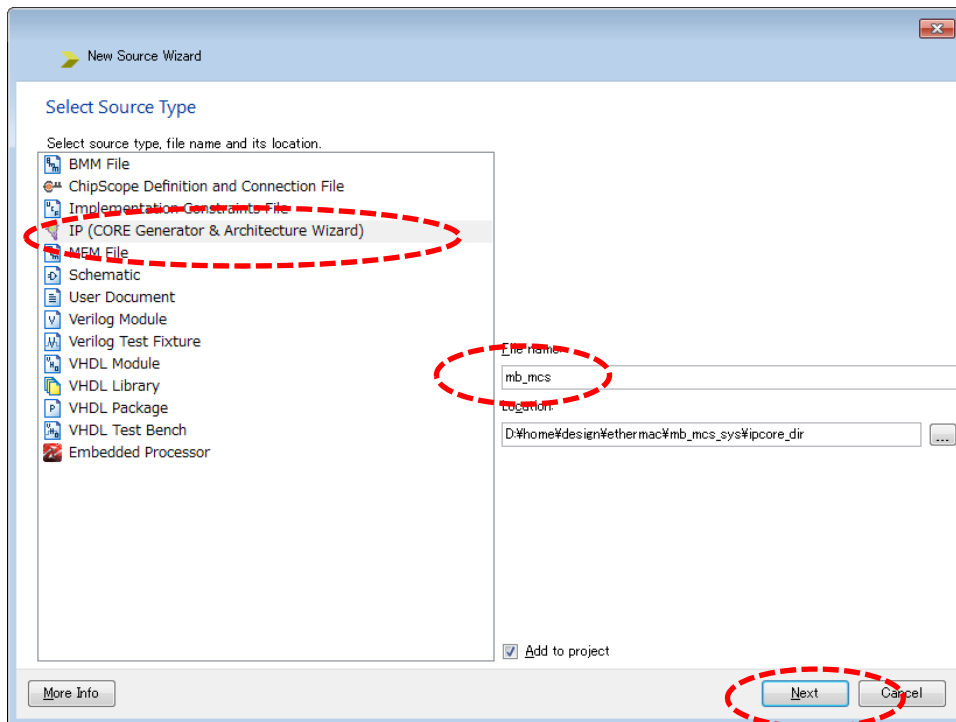 New Source Wizard
Select Source Type
Select source type, file name and its location.
BMM File
ChipScope Definition and Connection File
Implementation Constraints File
IP (CORE Generator & Architecture Wizard)
MEM File
Schematic
User Document
Verilog Module
Verilog Test Fixture
VHDL Module
VHDL Library
VHDL Package
VHDL Test Bench
Embedded Processor
File name:
mb_mcs
Location:
D:¥home¥design¥ethermac¥mb_mcs_sys¥ipcore_dir
...
Add to project
More Info
Next
Cancel